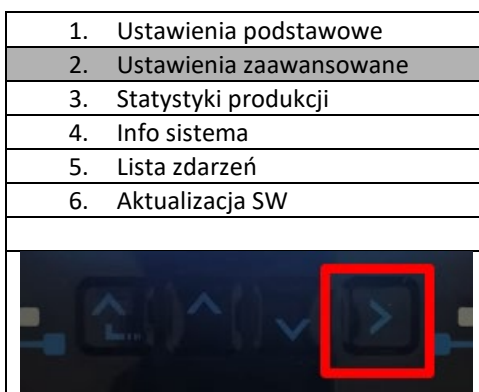 1. Ustawienia podstawowe
2. Ustawienia zaawansowane
3. Statystyki produkcji
4. Info sistema
5. Lista zdarzeń
6. Aktualizacja SW